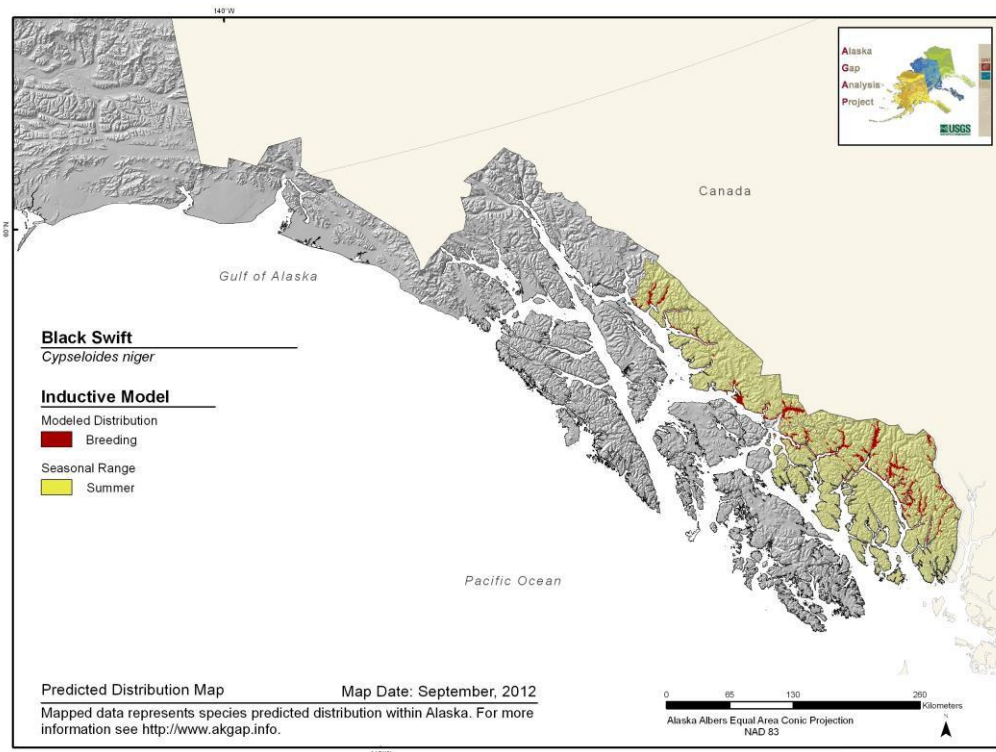 140°W
Alaska
Gap
Analysis
Project
USGS
Canada
60°N
Gulf of Alaska
Black Swift
Cypseloides niger
Inductive Model
Modeled Distribution
Breeding
Seasonal Range
Summer
Pacific Ocean
Predicted Distribution Map Map Date: September, 2012
Mapped data represents species predicted distribution within Alaska. For more
information see http://www.akgap.info.
0 65 130 260
Kilometers
Alaska Albers Equal Area Conic Projection
NAD 83
N